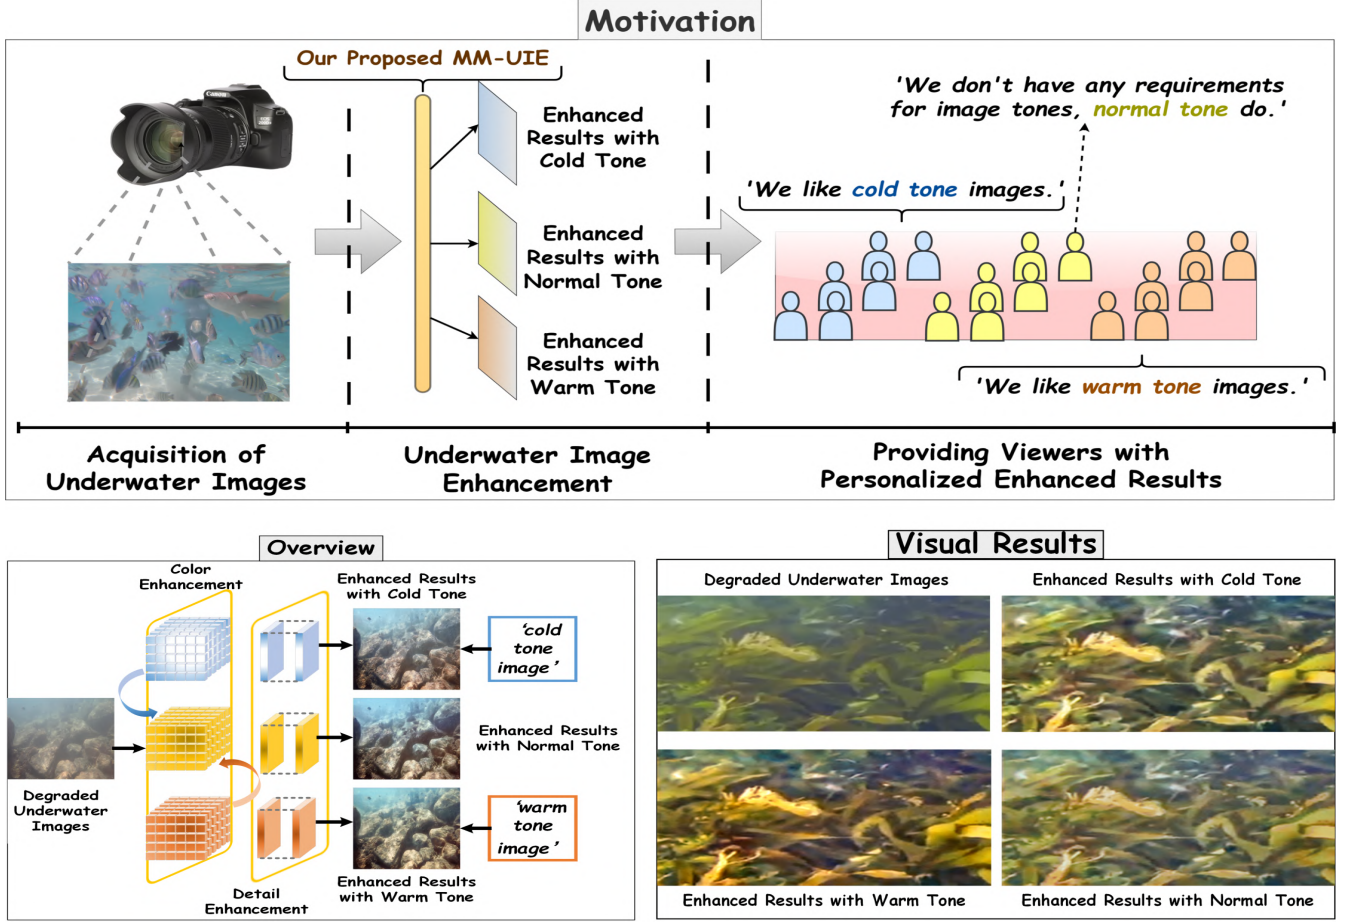 Motivation
Our Proposed MM-UIE
Canon
Enhanced
Results with
Cold Tone
Enhanced
Results with
Normal Tone
Enhanced
Results with
Warm Tone
'We don't have any requirements
for image tones, normal tone do.'
'We like cold tone images.'
'We like warm tone images.'
Acquisition of
Underwater Images
Underwater Image
Enhancement
Providing Viewers with
Personalized Enhanced Results
Overview
Color
Enhancement
Enhanced Results
with Cold Tone
'cold
tone
image'
Degraded
Underwater
Images
Enhanced Results
with Normal Tone
'warm
tone
image'
Detail
Enhancement
Enhanced Results
with Warm Tone
Visual Results
Degraded Underwater Images
Enhanced Results with Cold Tone
Enhanced Results with Warm Tone
Enhanced Results with Normal Tone